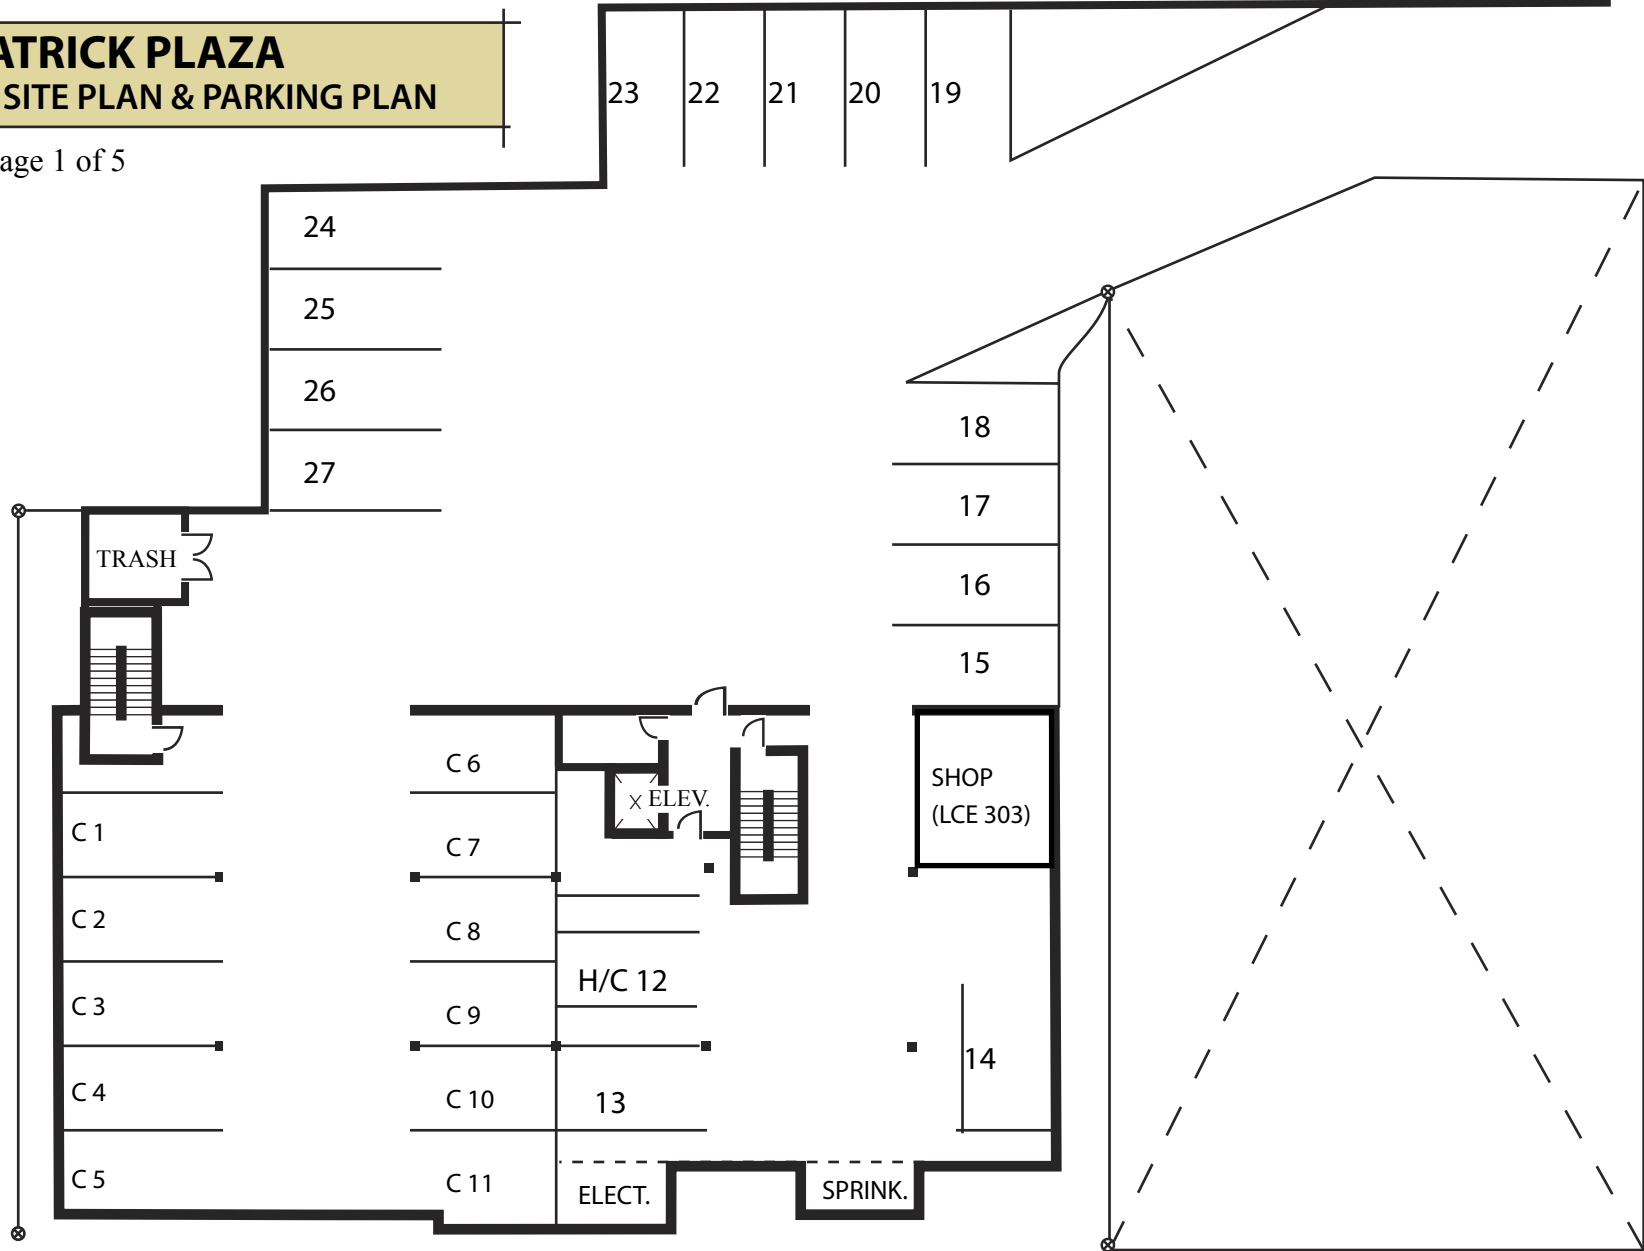 ATRICK PLAZA
SITE PLAN & PARKING PLAN
age 1 of 5
23 22 21 20 19
24
25
26
27
18
17
16
15
TRASH
C 1
C 2
C 3
C 4
C 5
C 6
C 7
C 8
C 9
C 10
C 11
X ELEV.
H/C 12
13
ELECT.
SPRINK.
SHOP
(LCE 303)
14